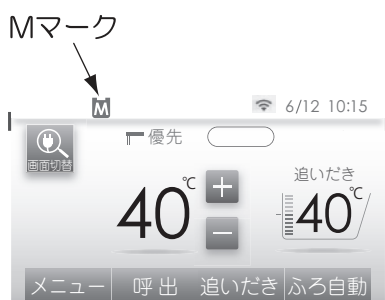 Mマーク
M
6/12 10:15
画面切替
優先
40℃
+
−
追いだき
40℃
メニュー 呼出 追いだき ふろ自動